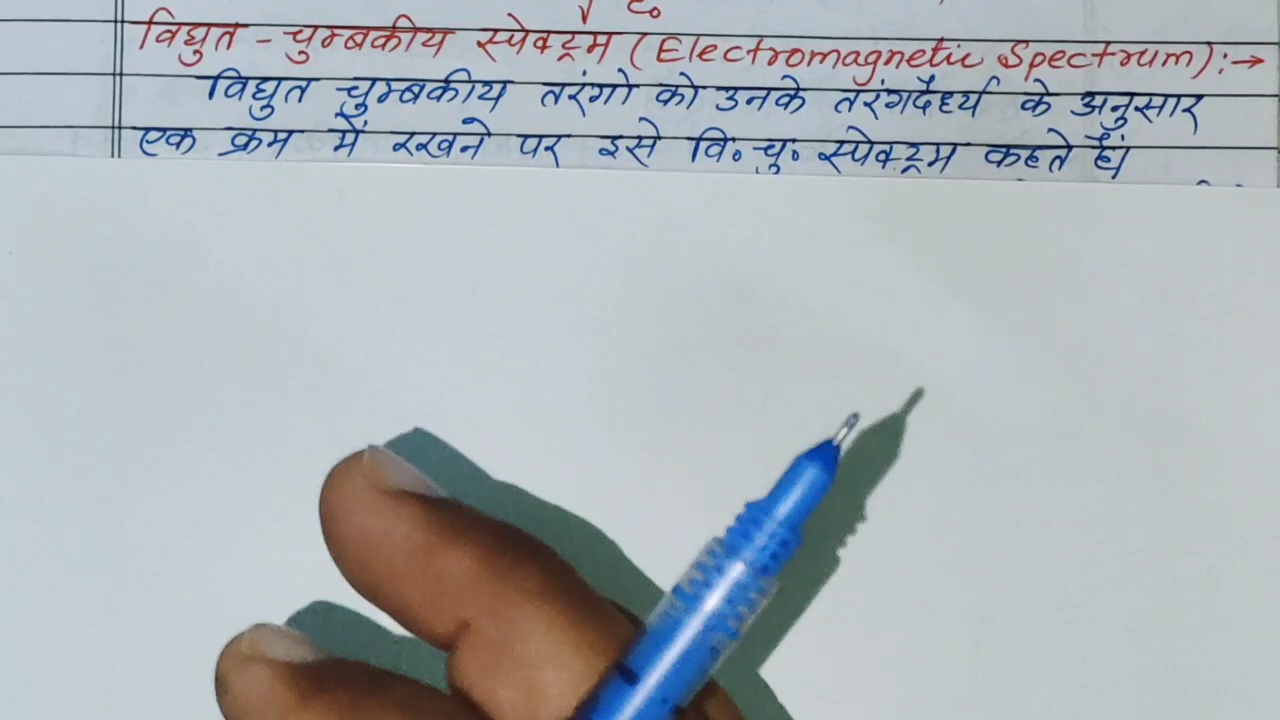 विद्युत - चुम्बकीय स्पेक्ट्रम (Electromagnetic Spectrum) :→
विद्युत चुम्बकीय तरंगो को उनके तरंगदैर्ध्य के अनुसार
एक क्रम में रखने पर इसे वि॰ चु॰ स्पेक्ट्रम कहते हैं